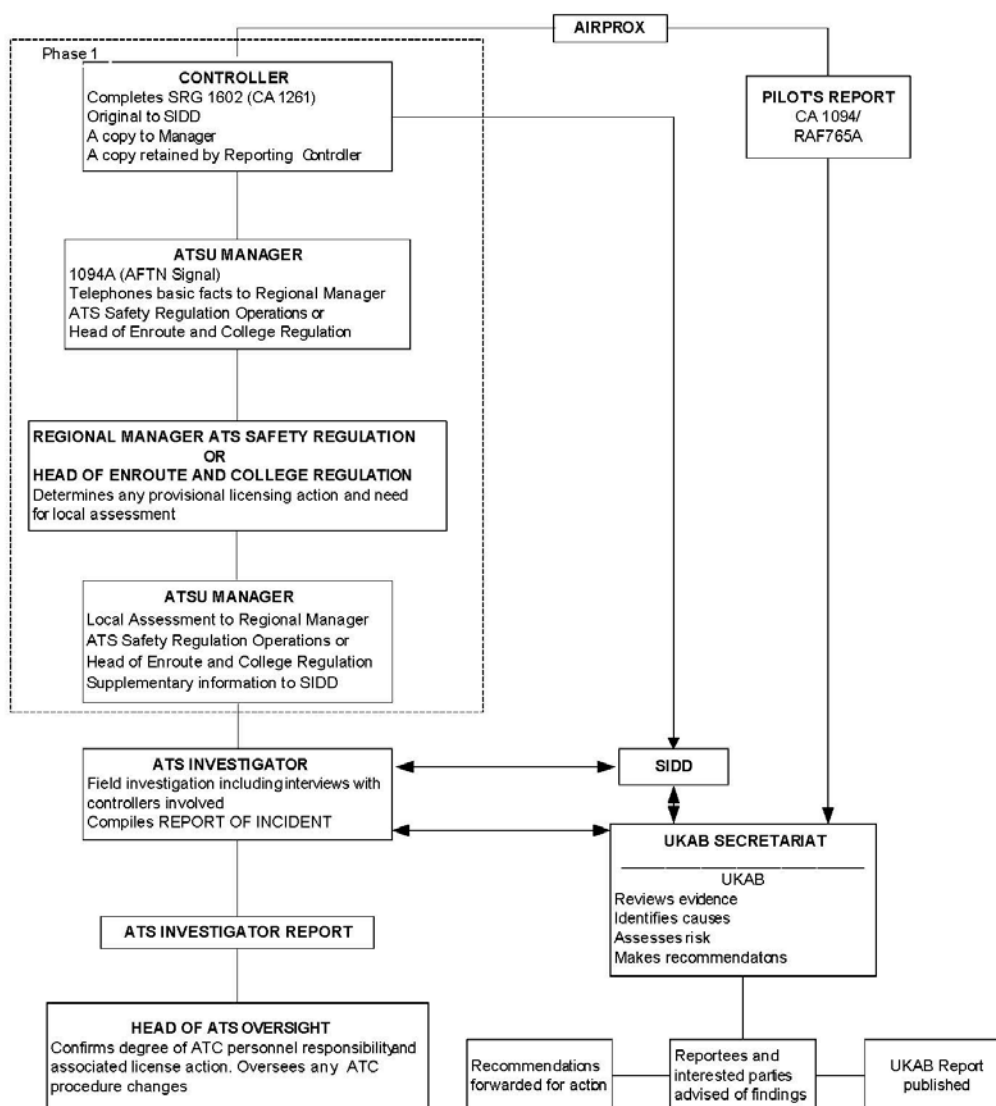 AIRPROX
Phase 1
CONTROLLER
Completes SRG 1602 (CA 1261)
Original to SIDD
A copy to Manager
A copy retained by Reporting Controller
PILOT'S REPORT
CA 1094/
RAF765A
ATSU MANAGER
1094A (AFTN Signal)
Telephones basic facts to Regional Manager
ATS Safety Regulation Operations or
Head of Enroute and College Regulation
REGIONAL MANAGER ATS SAFETY REGULATION
OR
HEAD OF ENROUTE AND COLLEGE REGULATION
Determines any provisional licensing action and need
for local assessment
ATSU MANAGER
Local Assessment to Regional Manager
ATS Safety Regulation Operations or
Head of Enroute and College Regulation
Supplementary information to SIDD
ATS INVESTIGATOR
Field investigation including interviews with
controllers involved
Compiles REPORT OF INCIDENT
SIDD
UKAB SECRETARIAT
UKAB
Reviews evidence
Identifies causes
Assesses risk
Makes recommendatons
ATS INVESTIGATOR REPORT
HEAD OF ATS OVERSIGHT
Confirms degree of ATC personnel responsibility and
associated license action. Oversees any ATC
procedure changes
Recommendations
forwarded for action
Reportees and
interested parties
advised of findings
UKAB Report
published